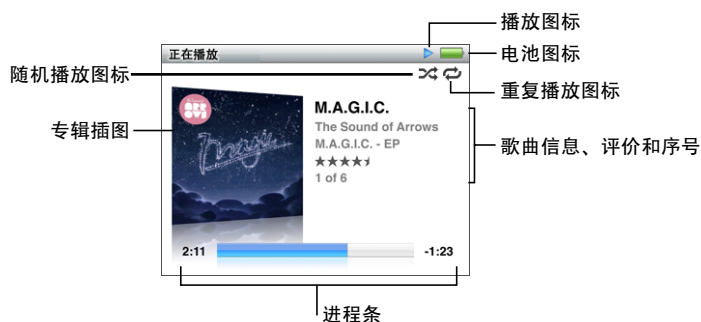 播放图标
正在播放
电池图标
随机播放图标
重复播放图标
专辑插图
M.A.G.I.C.
The Sound of Arrows
M.A.G.I.C. - EP
1 of 6
歌曲信息、评价和序号
magic
2:11
-1:23
进程条